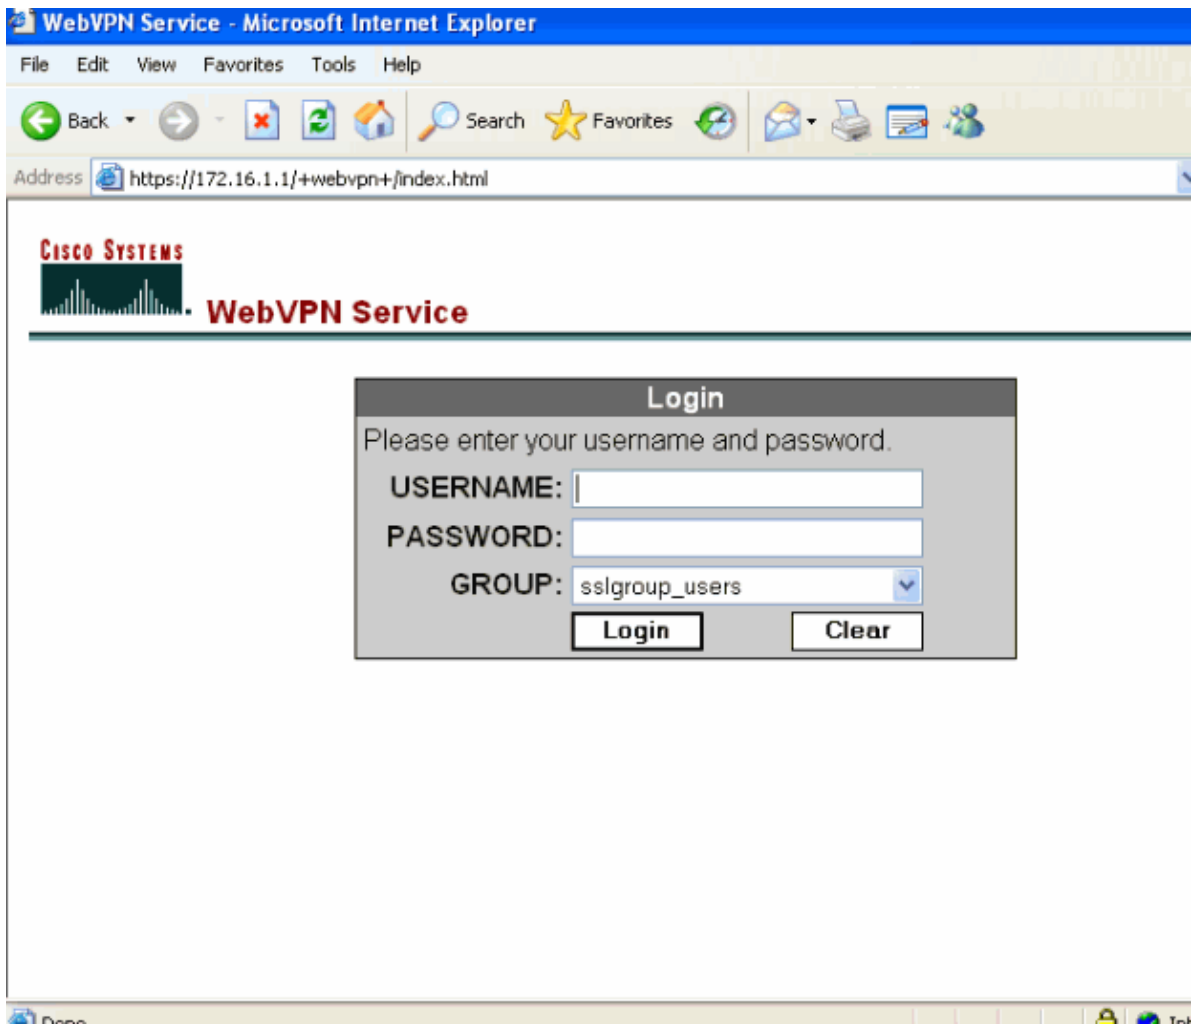 WebVPN Service - Microsoft Internet Explorer
File Edit View Favorites Tools Help
Back Search Favorites
Address https://172.16.1.1/+webvpn+/index.html
CISCO SYSTEMS
WebVPN Service
Login
Please enter your username and password.
USERNAME:
PASSWORD:
GROUP: sslgroup_users
Login Clear
Done